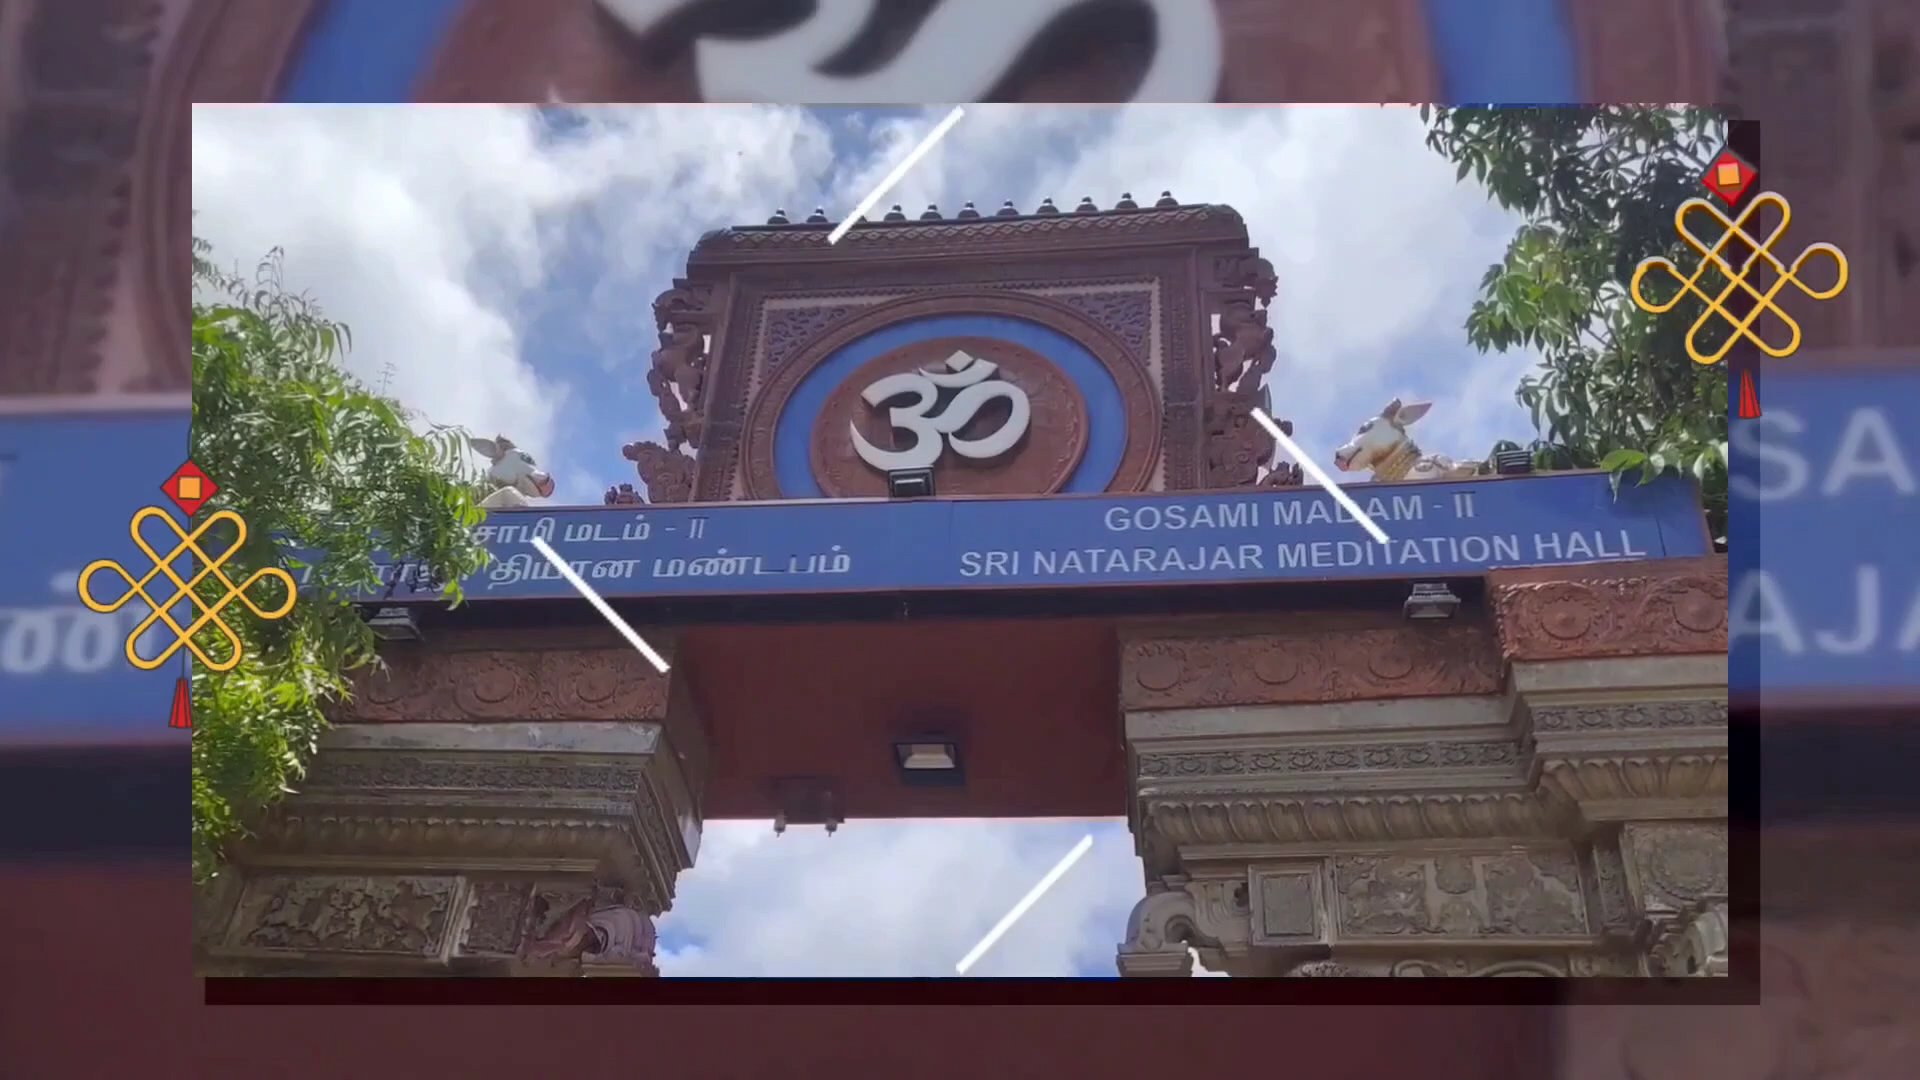 ௐ
சாமி மடம் - II
தியான மண்டபம்
GOSAMI MADAM - II
SRI NATARAJAR MEDITATION HALL